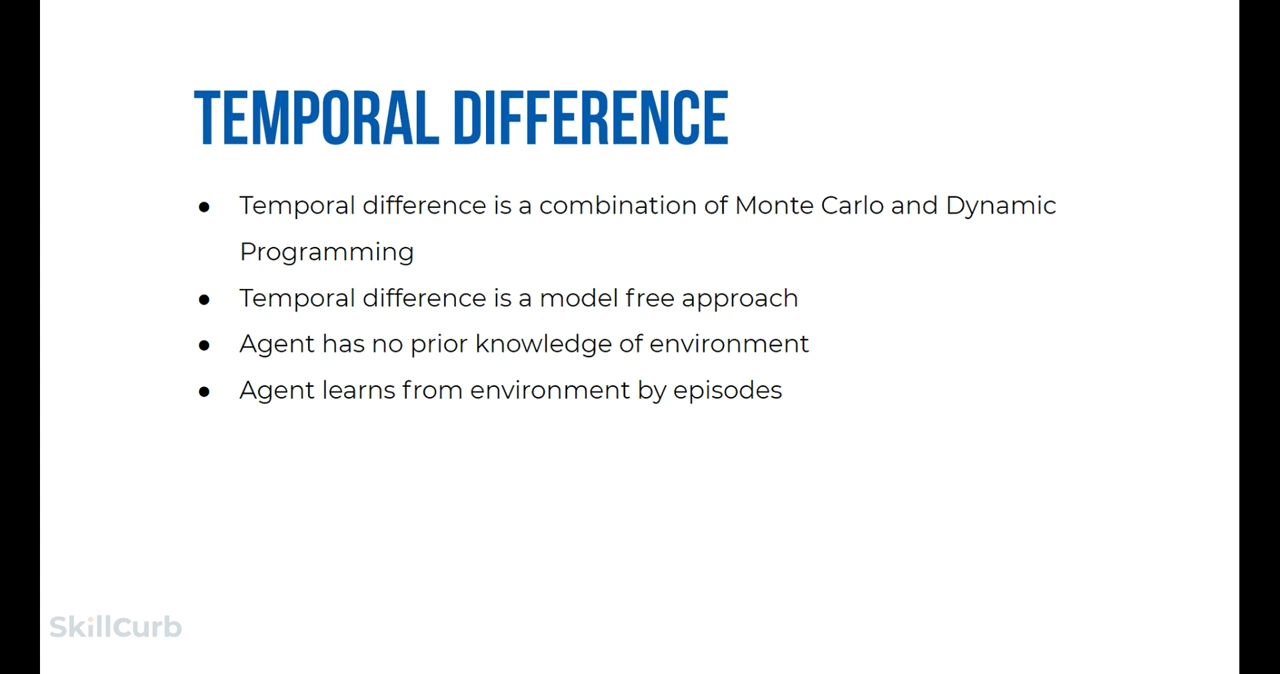 TEMPORAL DIFFERENCE
● Temporal difference is a combination of Monte Carlo and Dynamic
Programming
● Temporal difference is a model free approach
● Agent has no prior knowledge of environment
● Agent learns from environment by episodes
SkillCurb